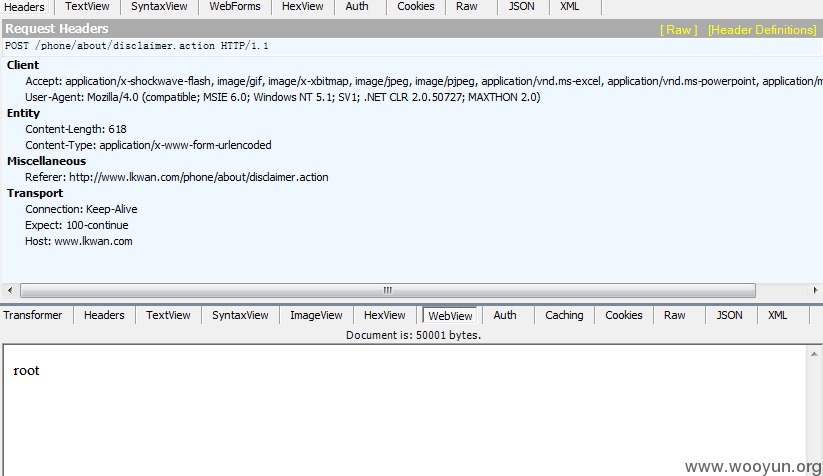 Headers TextView SyntaxView WebForms HexView Auth Cookies Raw JSON XML
Request Headers [ Raw ] [Header Definitions]
POST /phone/about/disclaimer.action HTTP/1.1
Client
Accept: application/x-shockwave-flash, image/gif, image/x-xbitmap, image/jpeg, image/pjpeg, application/vnd.ms-excel, application/vnd.ms-powerpoint,
User-Agent: Mozilla/4.0 (compatible; MSIE 6.0; Windows NT 5.1; SV1; .NET CLR 2.0.50727; MAXTHON 2.0)
Entity
Content-Length: 618
Content-Type: application/x-www-form-urlencoded
Miscellaneous
Referer: http://www.lkwan.com/phone/about/disclaimer.action
Transport
Connection: Keep-Alive
Expect: 100-continue
Host: www.lkwan.com
Transformer Headers TextView SyntaxView ImageView HexView WebView Auth Caching Cookies Raw JSON XML
Document is: 50001 bytes.
root
www.wooyun.org